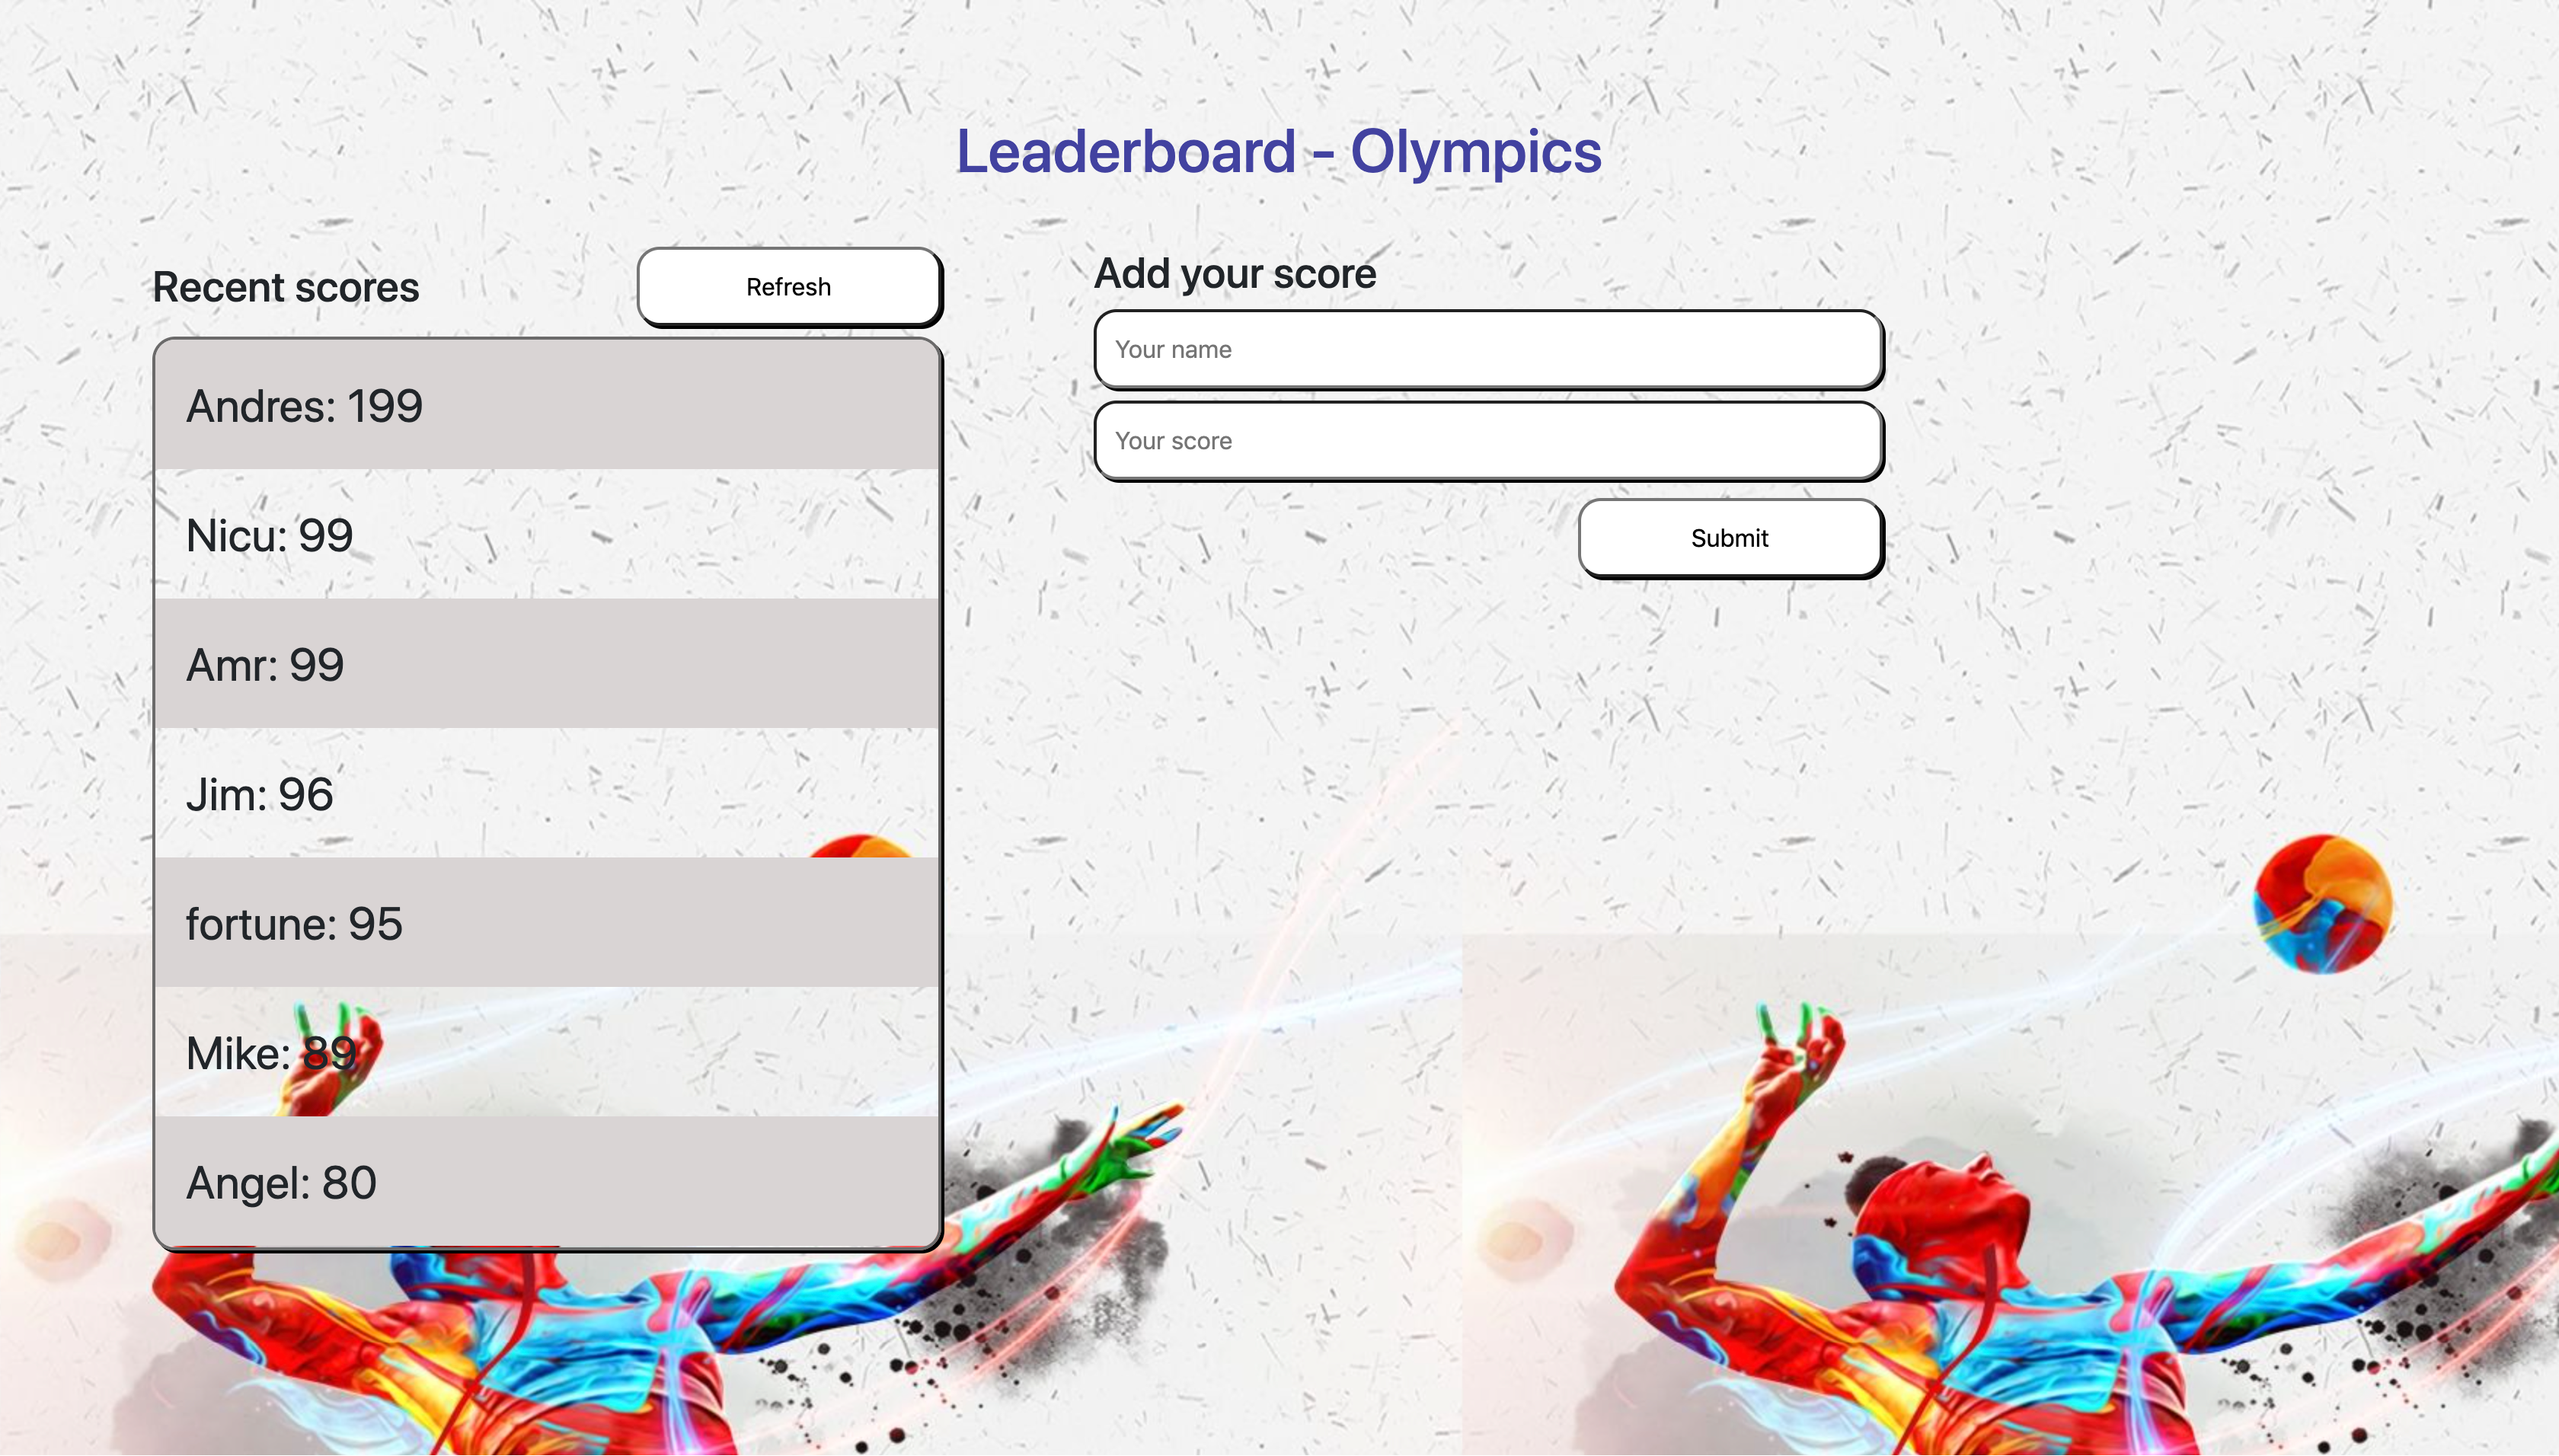 Leaderboard - Olympics
Recent scores
Refresh
Andres: 199
Nicu: 99
Amr: 99
Jim: 96
fortune: 95
Mike: 89
Angel: 80
Add your score
Your name
Your score
Submit